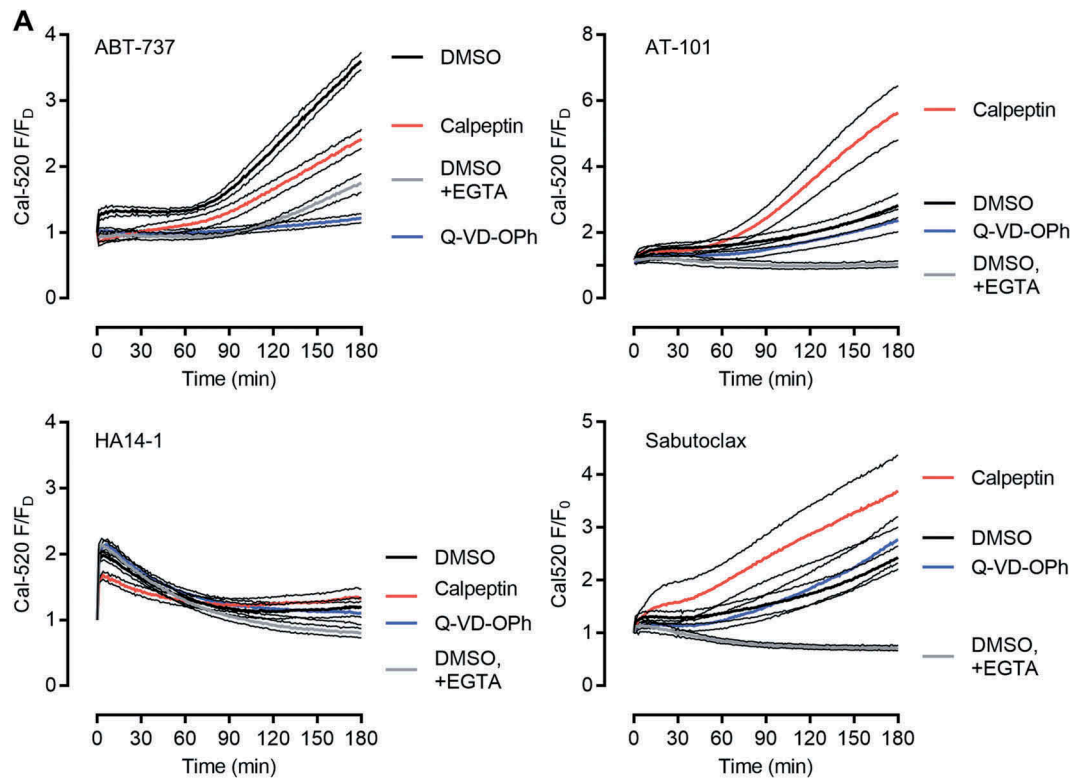 A
ABT-737
Cal-520 F/F_D
4
3
2
1
0
0 30 60 90 120 150 180
Time (min)
DMSO
Calpeptin
DMSO
+EGTA
Q-VD-OPh
AT-101
Cal-520 F/F_D
8
6
4
2
0
0 30 60 90 120 150 180
Time (min)
Calpeptin
DMSO
Q-VD-OPh
DMSO,
+EGTA
HA14-1
Cal-520 F/F_D
4
3
2
1
0
0 30 60 90 120 150 180
Time (min)
DMSO
Calpeptin
Q-VD-OPh
DMSO,
+EGTA
Sabutoclax
Cal520 F/F_0
5
4
3
2
1
0
0 30 60 90 120 150 180
Time (min)
Calpeptin
DMSO
Q-VD-OPh
DMSO,
+EGTA